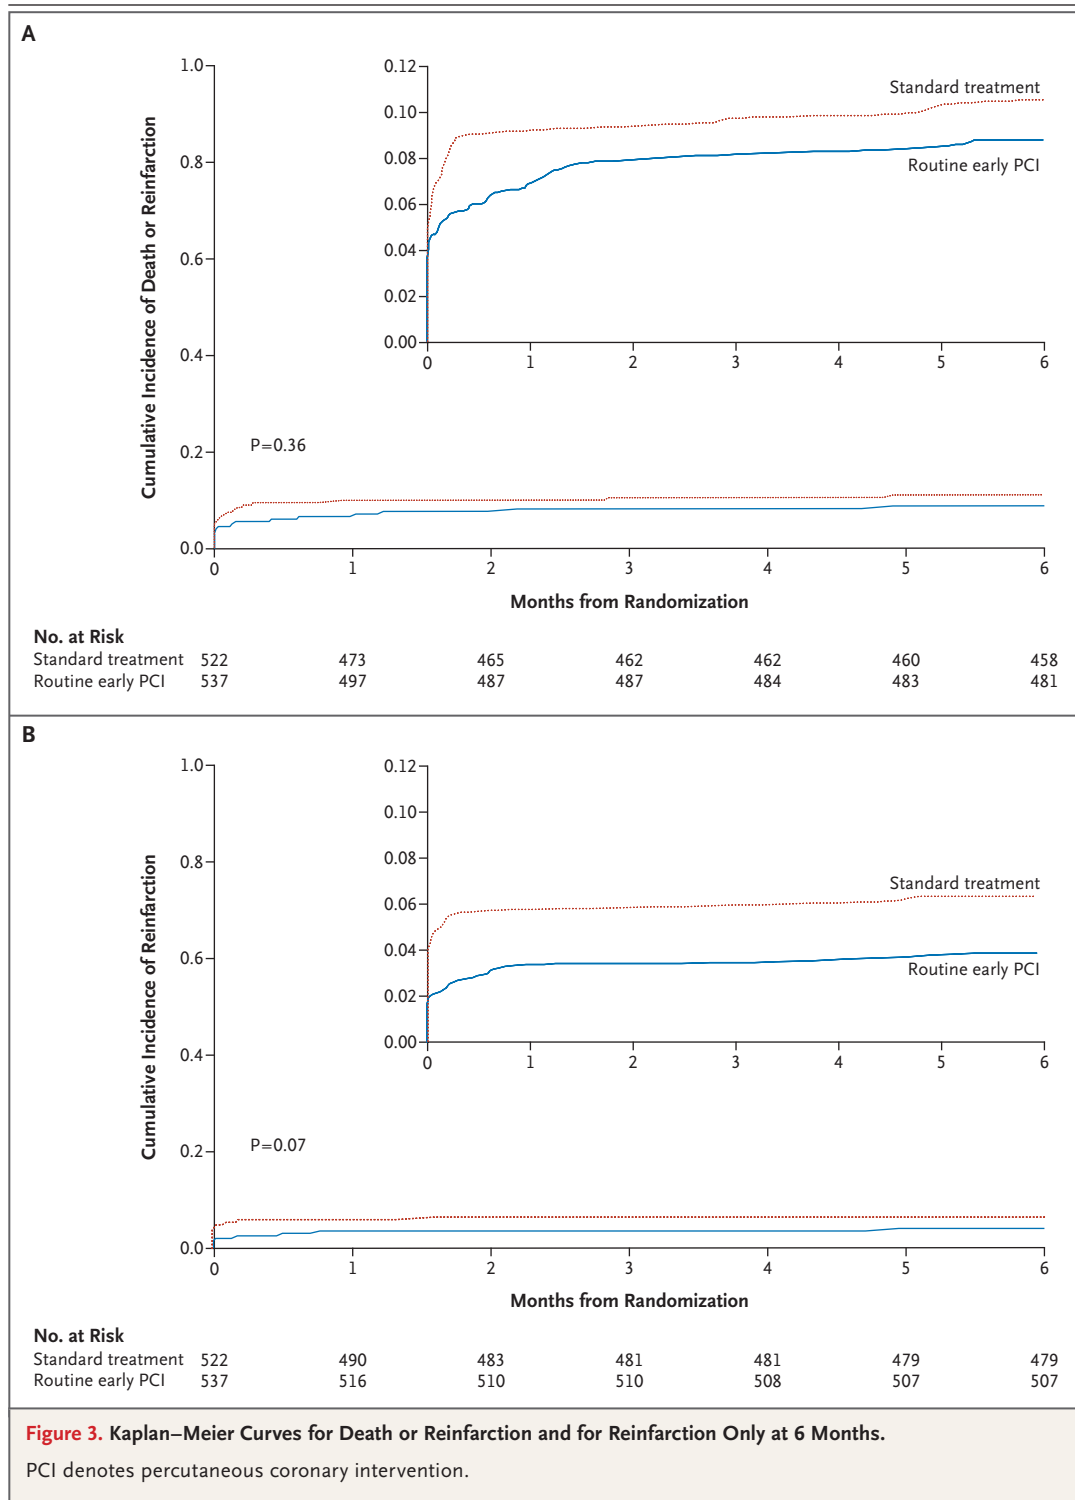 A
1.0
0.8
0.6
0.4
0.2
0.0
Cumulative Incidence of Death or Reinfarction
0.12
0.10
0.08
0.06
0.04
0.02
0.00
0 1 2 3 4 5 6
Standard treatment
Routine early PCI
P=0.36
0 1 2 3 4 5 6
Months from Randomization
No. at Risk
Standard treatment 522 473 465 462 462 460 458
Routine early PCI 537 497 487 487 484 483 481
B
1.0
0.8
0.6
0.4
0.2
0.0
Cumulative Incidence of Reinfarction
0.12
0.10
0.08
0.06
0.04
0.02
0.00
0 1 2 3 4 5 6
Standard treatment
Routine early PCI
P=0.07
0 1 2 3 4 5 6
Months from Randomization
No. at Risk
Standard treatment 522 490 483 481 481 479 479
Routine early PCI 537 516 510 510 508 507 507
Figure 3. Kaplan–Meier Curves for Death or Reinfarction and for Reinfarction Only at 6 Months.
PCI denotes percutaneous coronary intervention.